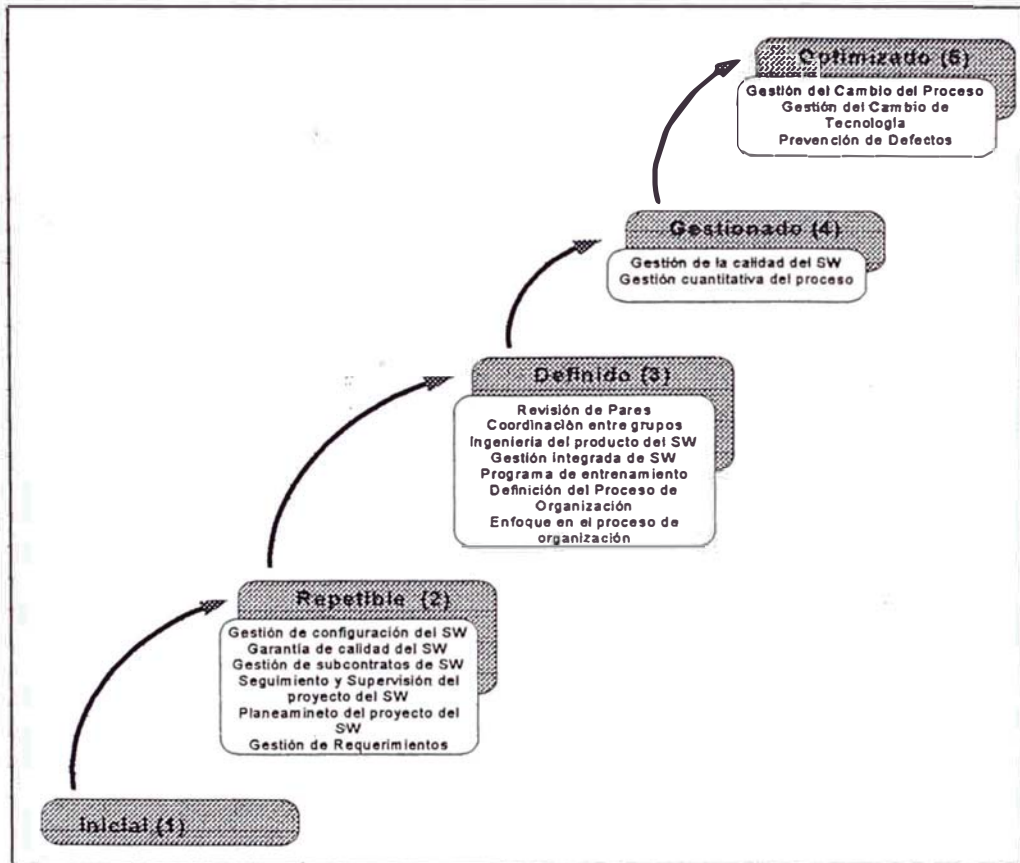 Optimizado (5)
Gestión del Cambio del Proceso
Gestión del Cambio de
Tecnología
Prevención de Defectos
Gestionado (4)
Gestión de la calidad del SW
Gestión cuantitativa del proceso
Definido (3)
Revisión de Pares
Coordinación entre grupos
Ingeniería del producto del SW
Gestión integrada de SW
Programa de entrenamiento
Definición del Proceso de
Organización
Enfoque en el proceso de
organización
Repetible (2)
Gestión de configuración del SW
Garantía de calidad del SW
Gestión de subcontratos de SW
Seguimiento y Supervisión del
proyecto del SW
Planeamineto del proyecto del
SW
Gestión de Requerimientos
Inicial (1)